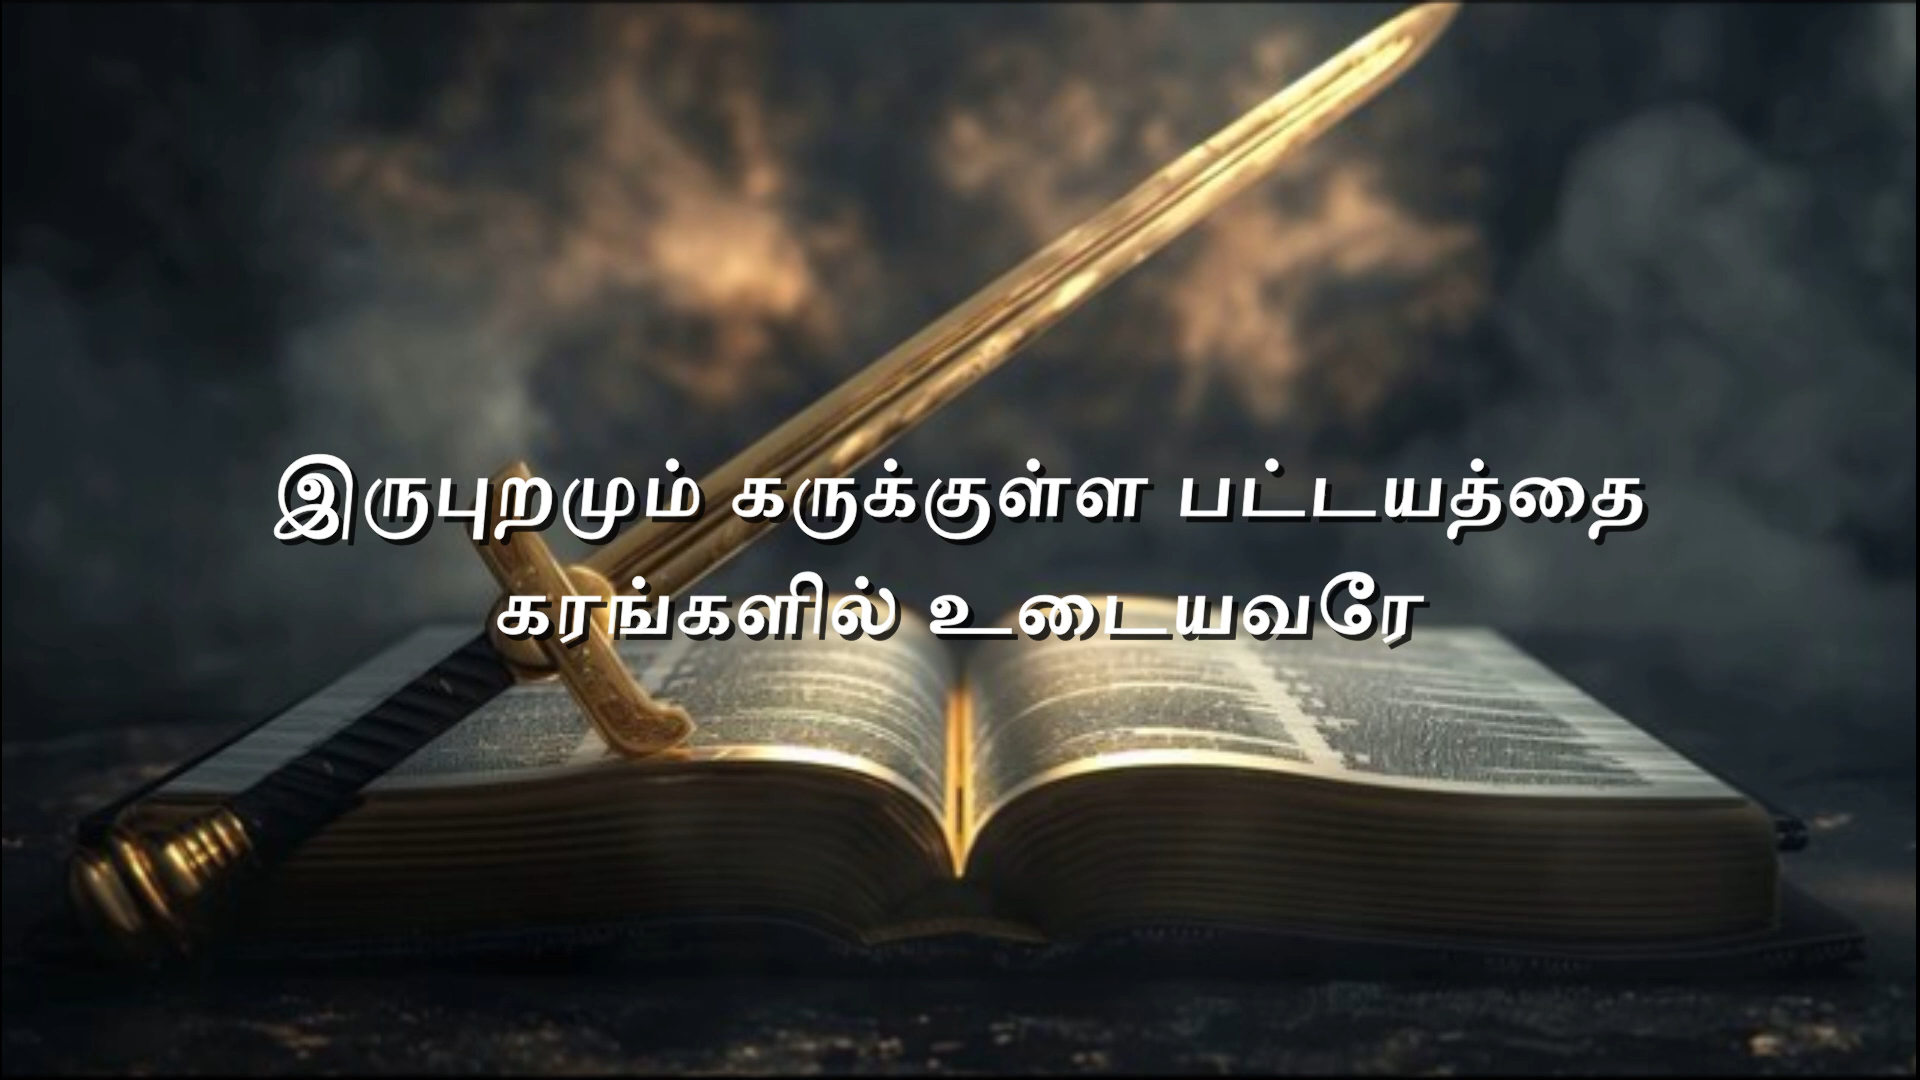 இருபுறமும் கருக்குள்ள பட்டயத்தை
கரங்களில் உடையவரே